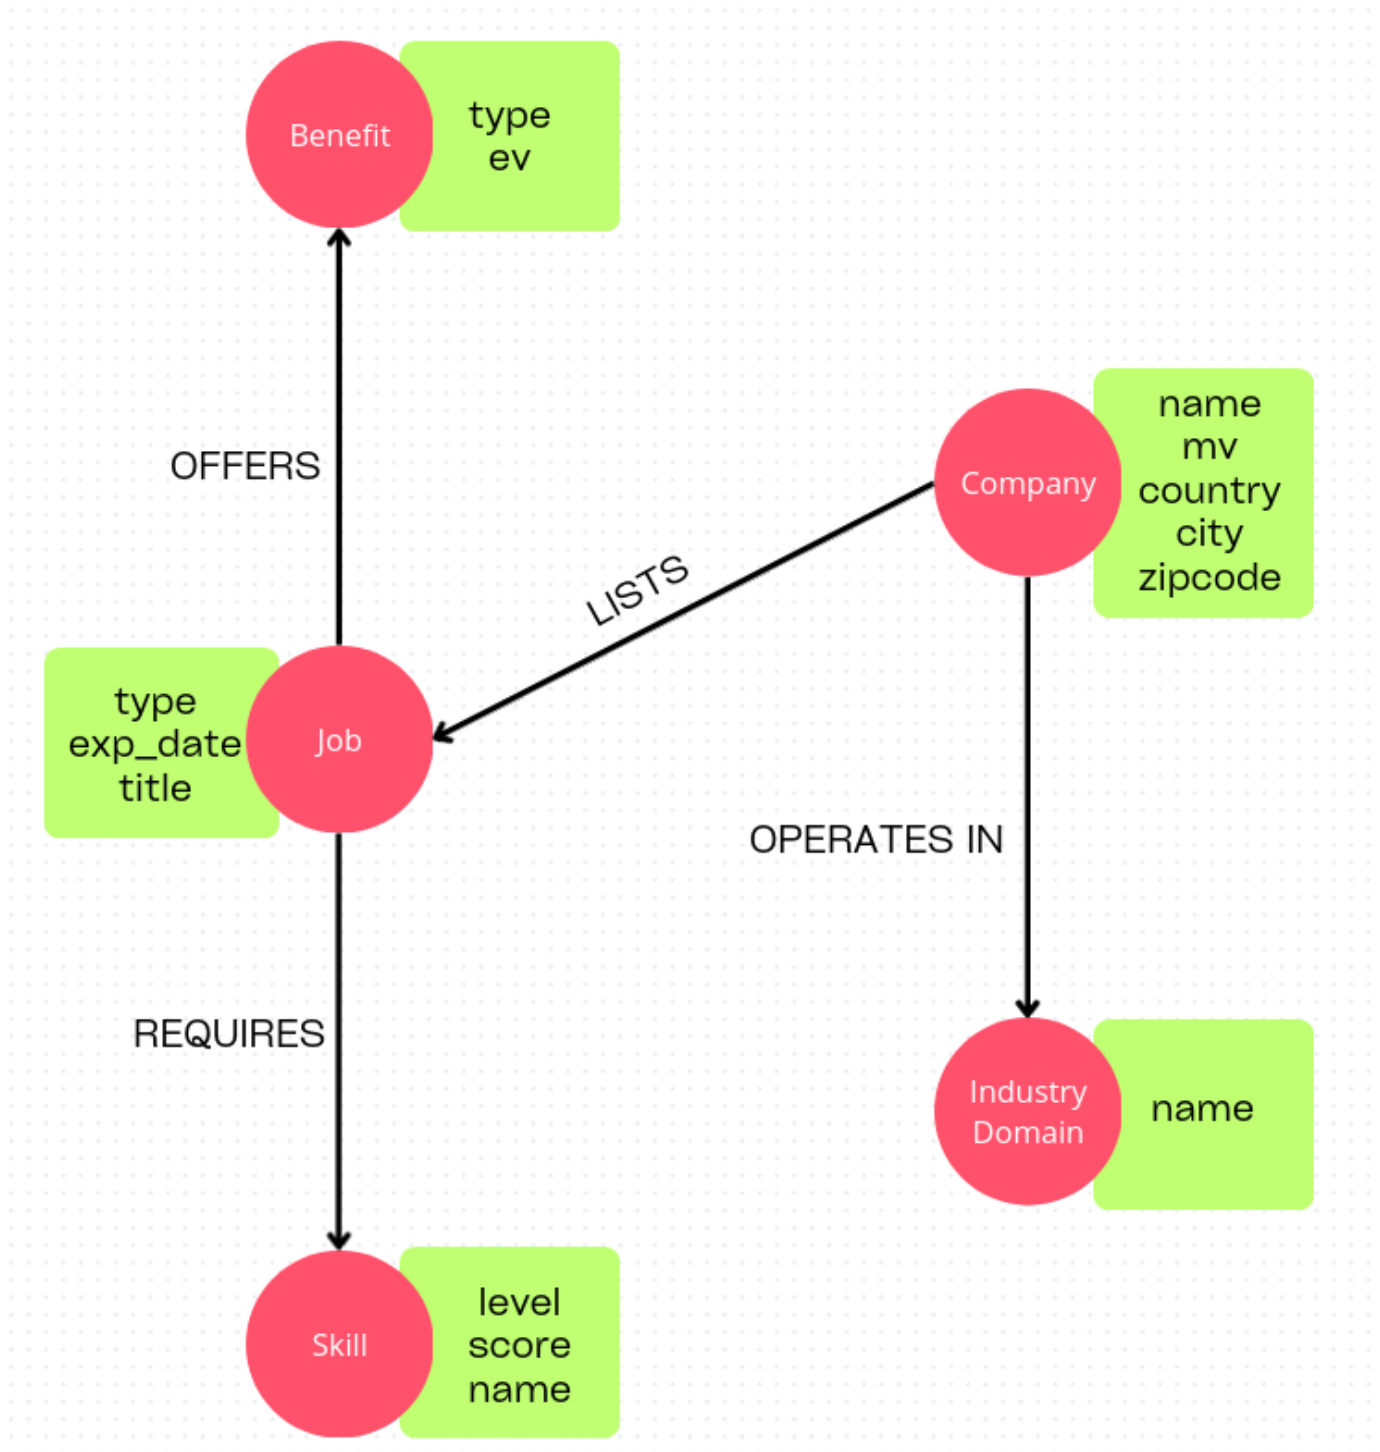 Benefit
type
ev
OFFERS
Company
name
mv
country
city
zipcode
LISTS
type
exp_date
title
Job
OPERATES IN
REQUIRES
Industry
Domain
name
Skill
level
score
name